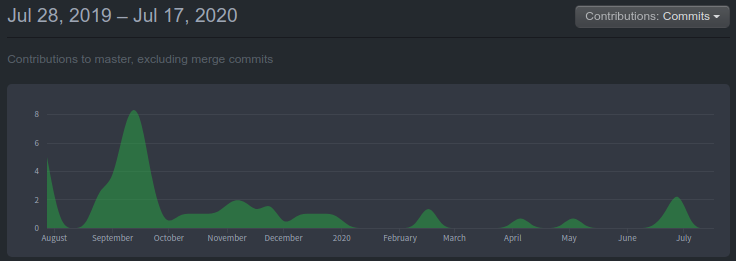 Jul 28, 2019 – Jul 17, 2020
Contributions: Commits
Contributions to master, excluding merge commits
8
6
4
2
0
August September October November December 2020 February March April May June July